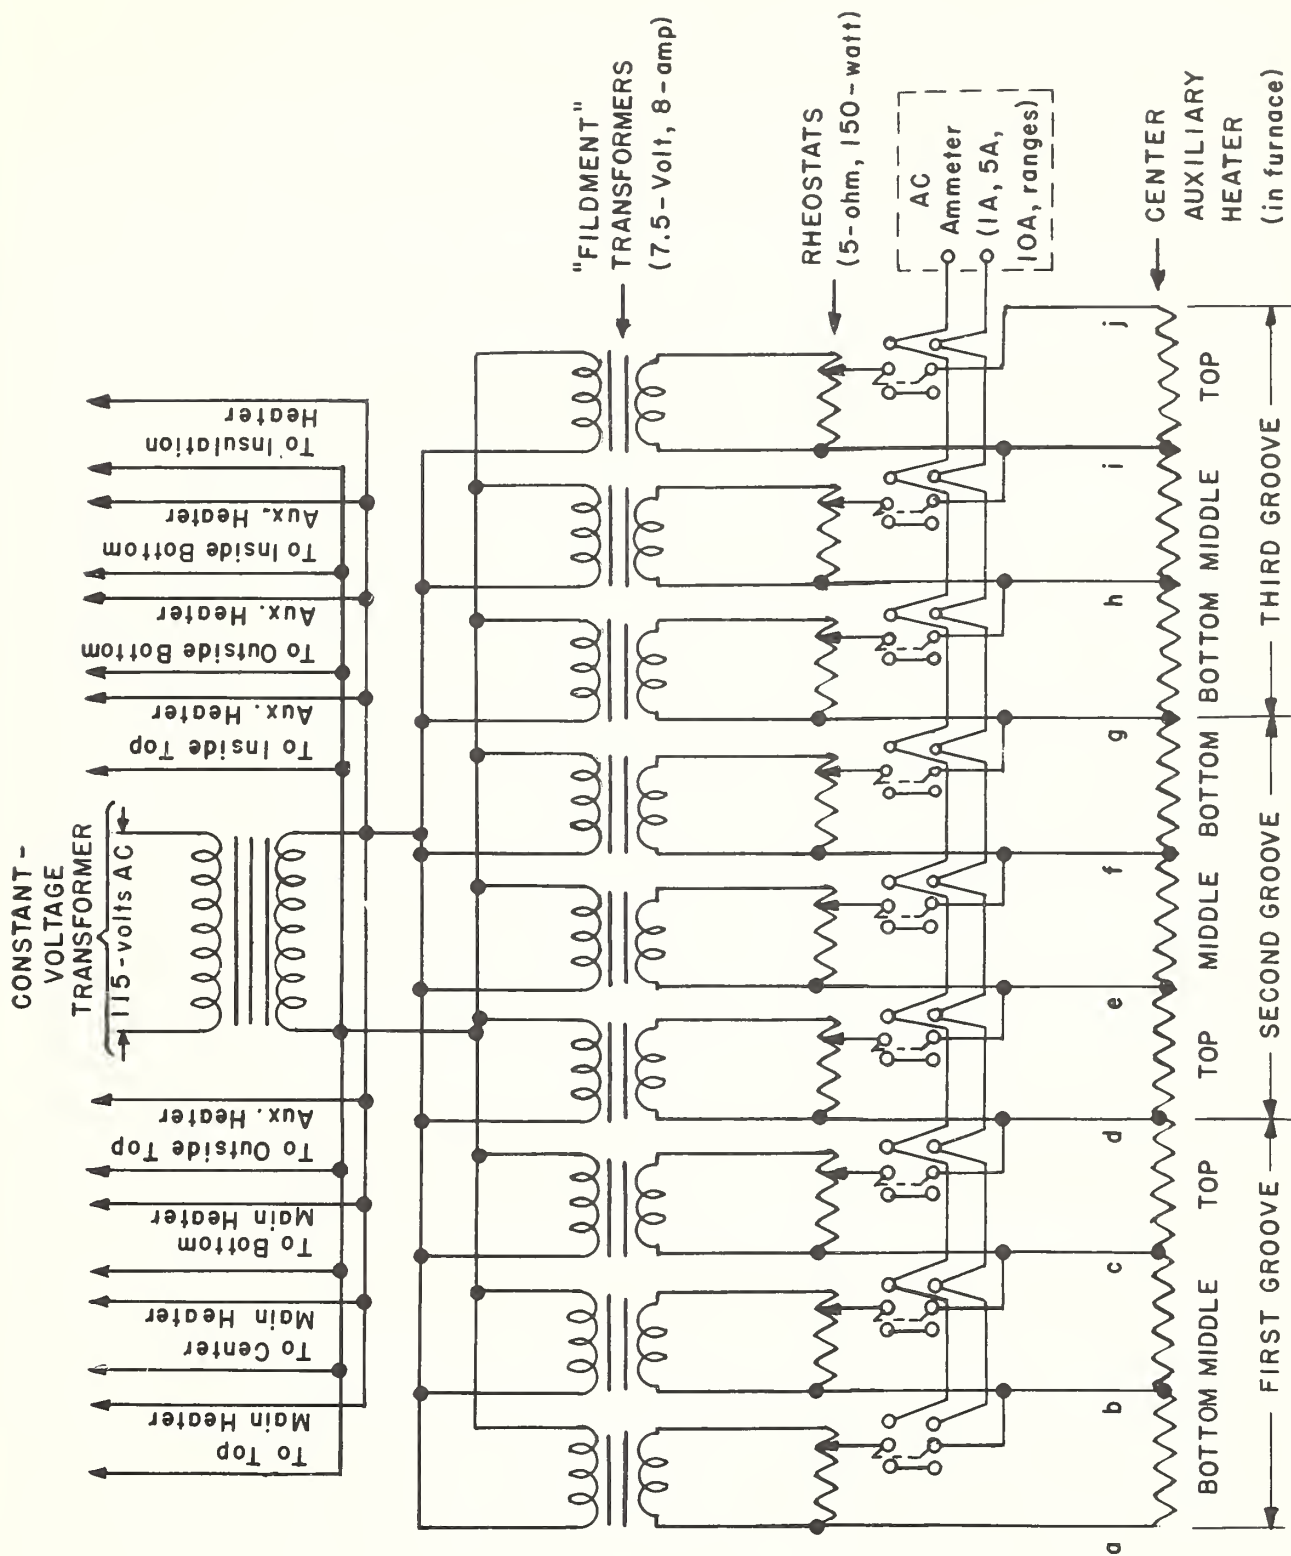 CONSTANT-
VOLTAGE
TRANSFORMER
115-volts AC
To Top
Main Heater
To Center
Main Heater
To Bottom
Main Heater
To Outside Top
Aux. Heater
To Inside Top
Aux. Heater
To Outside Bottom
Aux. Heater
To Inside Bottom
Aux. Heater
To Insulation
Heater
"FILDMENT"
TRANSFORMERS
(7.5-Volt, 8-amp)
RHEOSTATS
(5-ohm, 150-watt)
AC
Ammeter
(1A, 5A,
10A, ranges)
CENTER
AUXILIARY
HEATER
(in furnace)
a
b
c
d
e
f
g
h
i
j
BOTTOM MIDDLE TOP
TOP MIDDLE BOTTOM
BOTTOM MIDDLE TOP
FIRST GROOVE
SECOND GROOVE
THIRD GROOVE